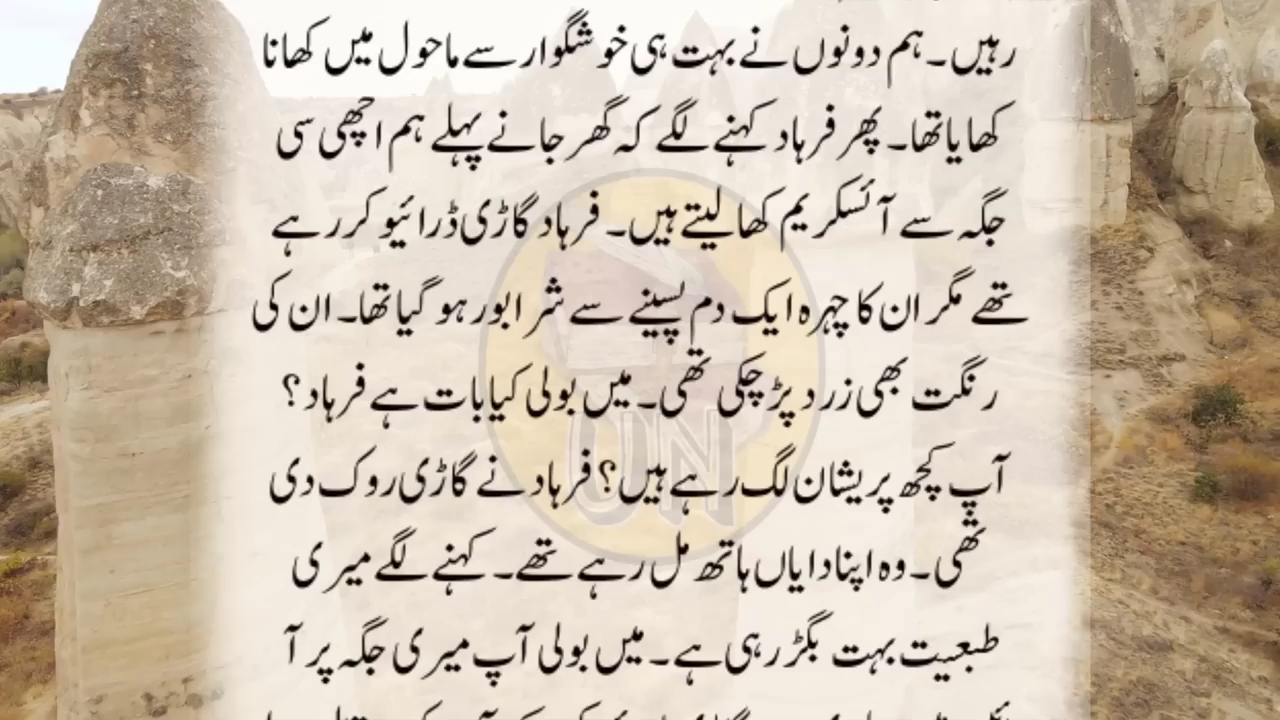 رہیں۔ ہم دونوں نے بہت ہی خوشگوار سے ماحول میں کھانا
کھایا تھا۔ پھر فرہاد کہنے لگے کہ گھر جانے پہلے ہم اچھی سی
جگہ سے آئسکریم کھا لیتے ہیں۔ فرہاد گاڑی ڈرائیو کر رہے
تھے مگر ان کا چہرہ ایک دم پسینے سے شرابور ہو گیا تھا۔ ان کی
رنگت بھی زرد پڑ چکی تھی۔ میں بولی کیا بات ہے فرہاد؟
آپ کچھ پریشان لگ رہے ہیں؟ فرہاد نے گاڑی روک دی
تھی۔ وہ اپنا دایاں ہاتھ مل رہے تھے۔ کہنے لگے میری
طبعیت بہت بگڑ رہی ہے۔ میں بولی آپ میری جگہ پر آ
UN